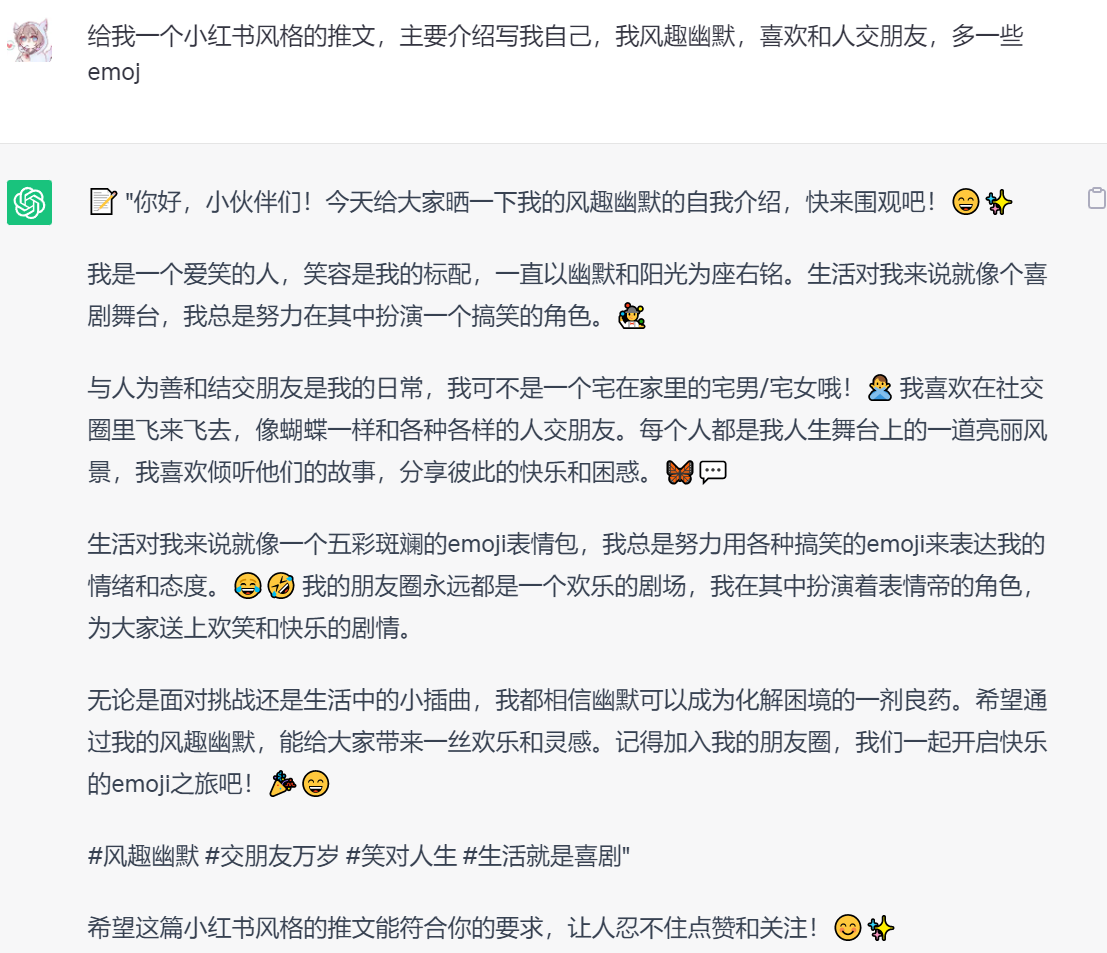 给我一个小红书风格的推文，主要介绍写我自己，我风趣幽默，喜欢和人交朋友，多一些
emoj
📝 "你好，小伙伴们！今天给大家晒一下我的风趣幽默的自我介绍，快来围观吧！😄✨
我是一个爱笑的人，笑容是我的标配，一直以幽默和阳光为座右铭。生活对我来说就像个喜
剧舞台，我总是努力在其中扮演一个搞笑的角色。🤹
与人为善和结交朋友是我的日常，我可不是一个宅在家里的宅男/宅女哦！🙅‍♂️ 我喜欢在社交
圈里飞来飞去，像蝴蝶一样和各种各样的人交朋友。每个人都是我人生舞台上的一道亮丽风
景，我喜欢倾听他们的故事，分享彼此的快乐和困惑。🦋💬
生活对我来说就像一个五彩斑斓的emoji表情包，我总是努力用各种搞笑的emoji来表达我的
情绪和态度。😂🤣 我的朋友圈永远都是一个欢乐的剧场，我在其中扮演着表情帝的角色，
为大家送上欢笑和快乐的剧情。
无论是面对挑战还是生活中的小插曲，我都相信幽默可以成为化解困境的一剂良药。希望通
过我的风趣幽默，能给大家带来一丝欢乐和灵感。记得加入我的朋友圈，我们一起开启快乐
的emoji之旅吧！🎉😄
#风趣幽默 #交朋友万岁 #笑对人生 #生活就是喜剧"
希望这篇小红书风格的推文能符合你的要求，让人忍不住点赞和关注！😊✨